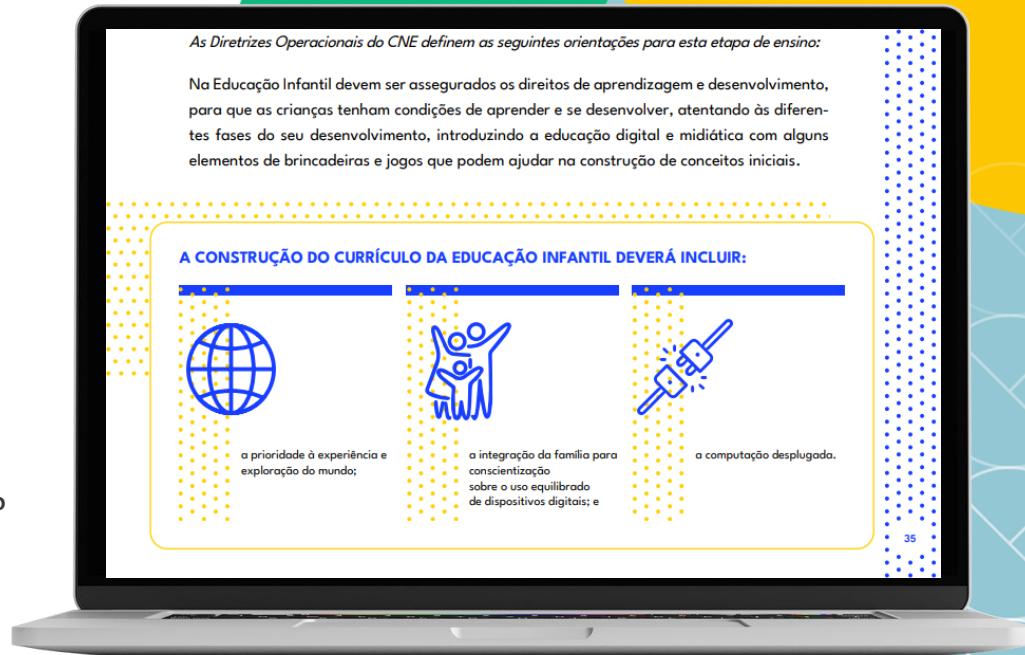 As Diretrizes Operacionais do CNE definem as seguintes orientações para esta etapa de ensino:
Na Educação Infantil devem ser assegurados os direitos de aprendizagem e desenvolvimento,
para que as crianças tenham condições de aprender e se desenvolver, atentando às diferen-
tes fases do seu desenvolvimento, introduzindo a educação digital e midiática com alguns
elementos de brincadeiras e jogos que podem ajudar na construção de conceitos iniciais.
A CONSTRUÇÃO DO CURRÍCULO DA EDUCAÇÃO INFANTIL DEVERÁ INCLUIR:
a prioridade à experiência e
exploração do mundo;
a integração da família para
conscientização
sobre o uso equilibrado
de dispositivos digitais; e
a computação desplugada.
35